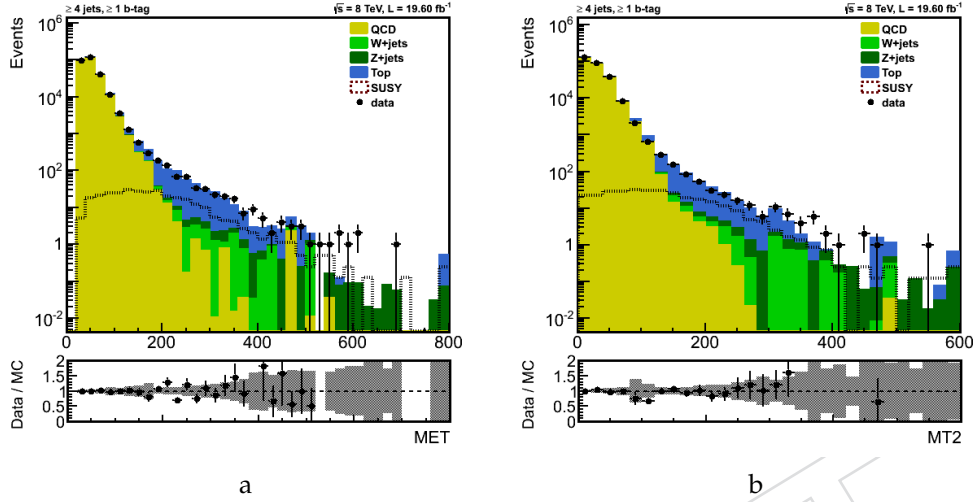 ≥ 4 jets, ≥ 1 b-tag
√s = 8 TeV, L = 19.60 fb⁻¹
Events
10⁶
10⁴
10²
1
10⁻²
QCD
W+jets
Z+jets
Top
SUSY
data
0 200 400 600 800
Data / MC
2
1.5
1
0.5
0
MET
a
≥ 4 jets, ≥ 1 b-tag
√s = 8 TeV, L = 19.60 fb⁻¹
Events
10⁶
10⁴
10²
1
10⁻²
QCD
W+jets
Z+jets
Top
SUSY
data
0 200 400 600
Data / MC
2
1.5
1
0.5
0
MT2
b